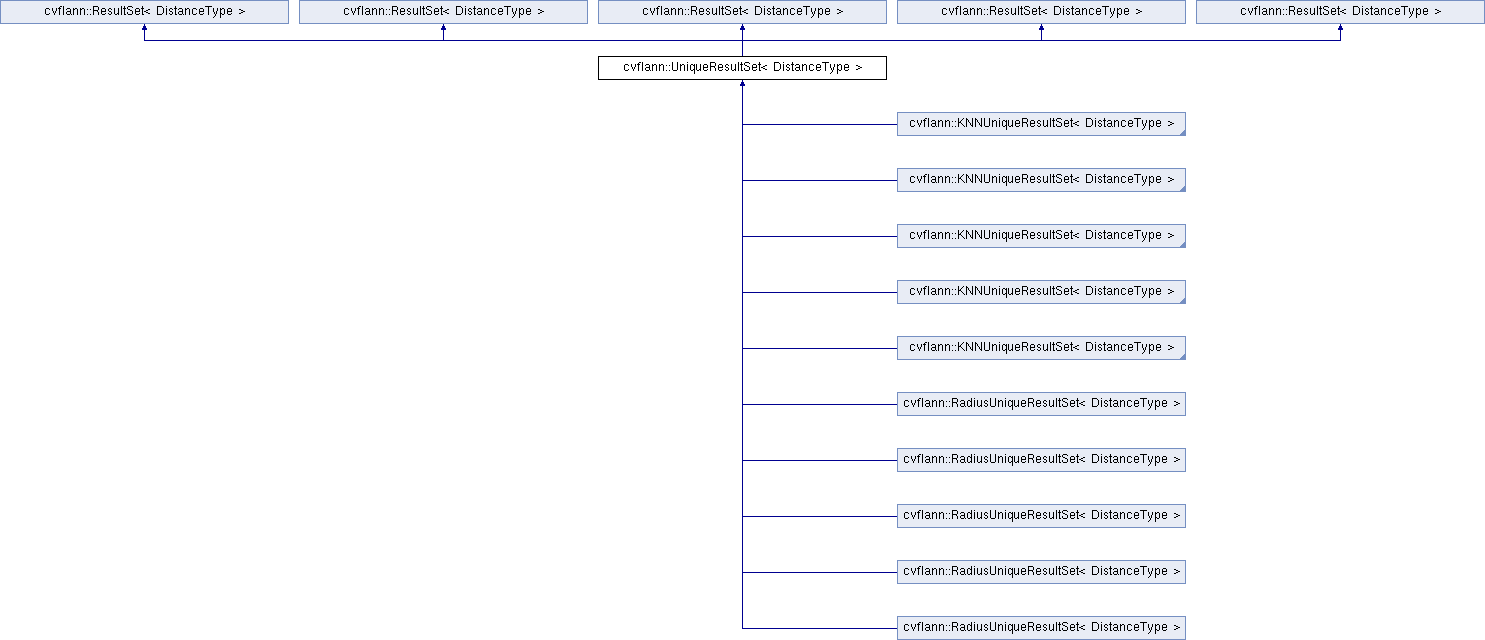 cvflann::ResultSet< DistanceType >
cvflann::ResultSet< DistanceType >
cvflann::ResultSet< DistanceType >
cvflann::ResultSet< DistanceType >
cvflann::ResultSet< DistanceType >
cvflann::UniqueResultSet< DistanceType >
cvflann::KNNUniqueResultSet< DistanceType >
cvflann::KNNUniqueResultSet< DistanceType >
cvflann::KNNUniqueResultSet< DistanceType >
cvflann::KNNUniqueResultSet< DistanceType >
cvflann::KNNUniqueResultSet< DistanceType >
cvflann::RadiusUniqueResultSet< DistanceType >
cvflann::RadiusUniqueResultSet< DistanceType >
cvflann::RadiusUniqueResultSet< DistanceType >
cvflann::RadiusUniqueResultSet< DistanceType >
cvflann::RadiusUniqueResultSet< DistanceType >